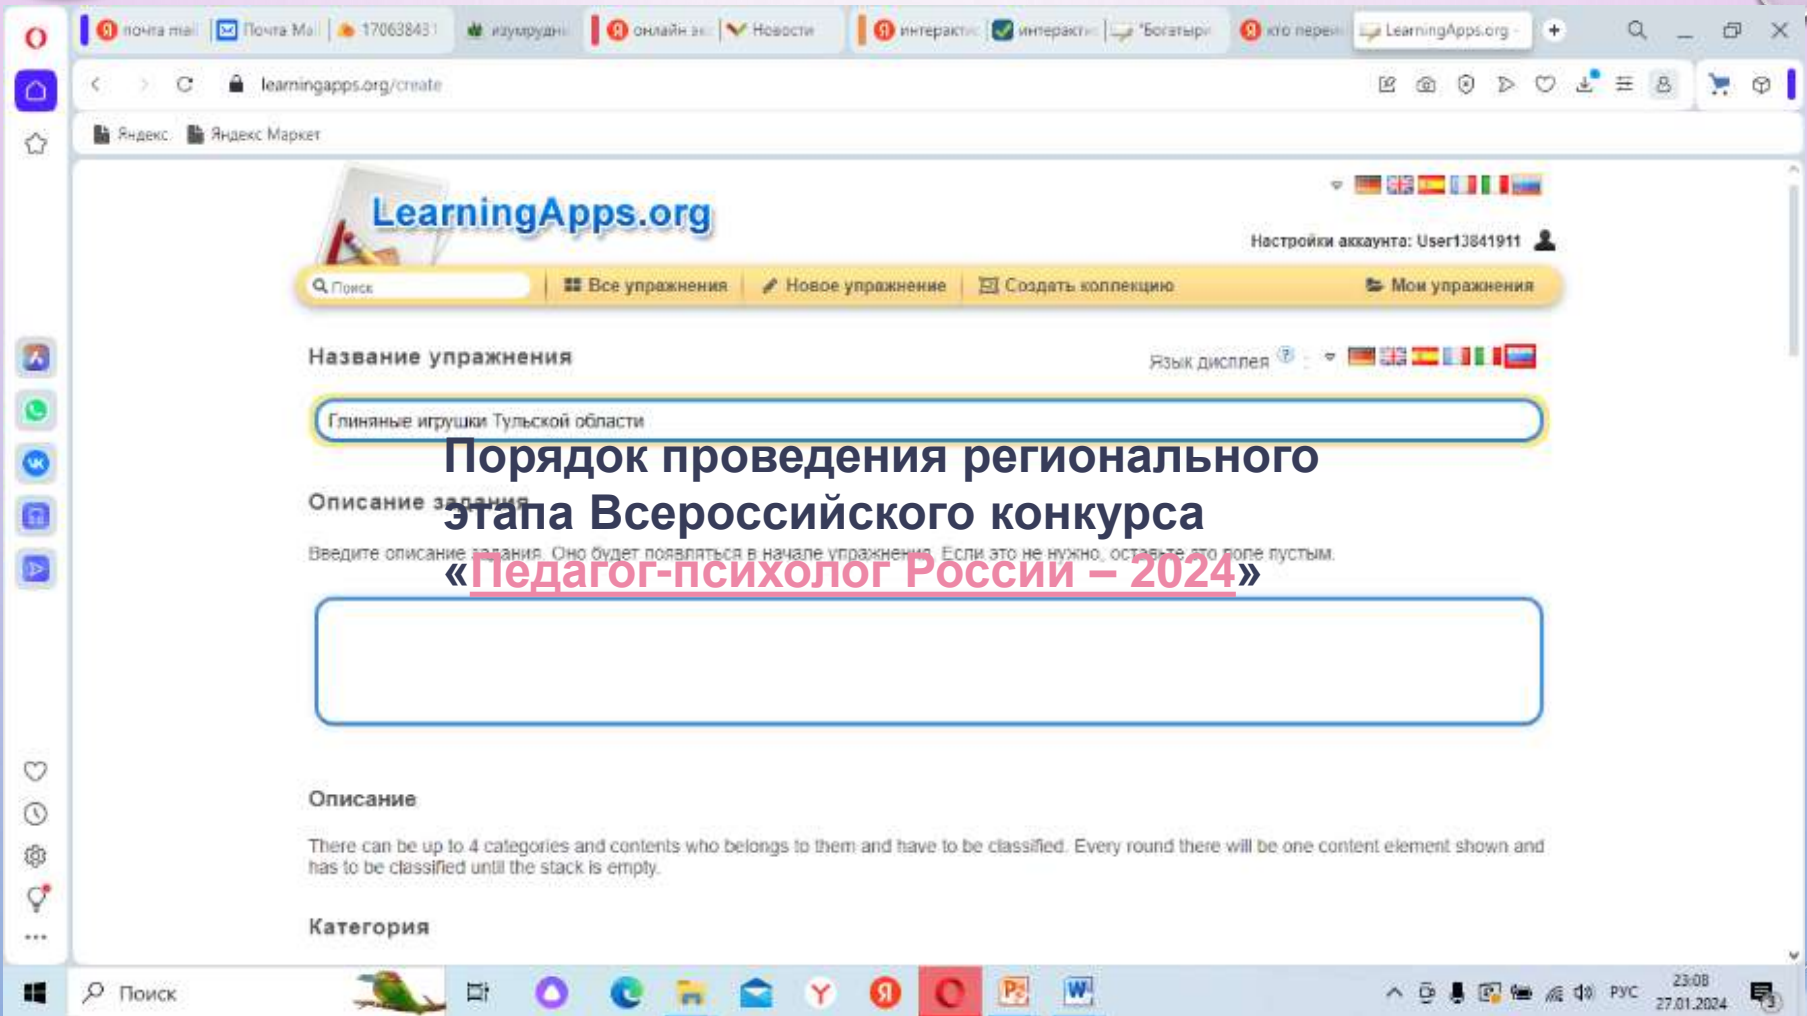 почта mail
Почта Mai
170638431
изумрудн
онлайн эк
Новости
интеракти
интеракти
"Богатыри
кто переи
LearningApps.org -
learningapps.org/create
Яндекс
Яндекс Маркет
LearningApps.org
Настройки аккаунта: User13841911
Поиск
Все упражнения
Новое упражнение
Создать коллекцию
Мои упражнения
Название упражнения
Язык дисплея ? :
Глиняные игрушки Тульской области
Порядок проведения регионального
Описание задания
этапа Всероссийского конкурса
Введите описание задания. Оно будет появляться в начале упражнения. Если это не нужно, оставьте это поле пустым.
«Педагог-психолог России – 2024»
Описание
There can be up to 4 categories and contents who belongs to them and have to be classified. Every round there will be one content element shown and
has to be classified until the stack is empty.
Категория
Поиск
РУС
23:08
27.01.2024